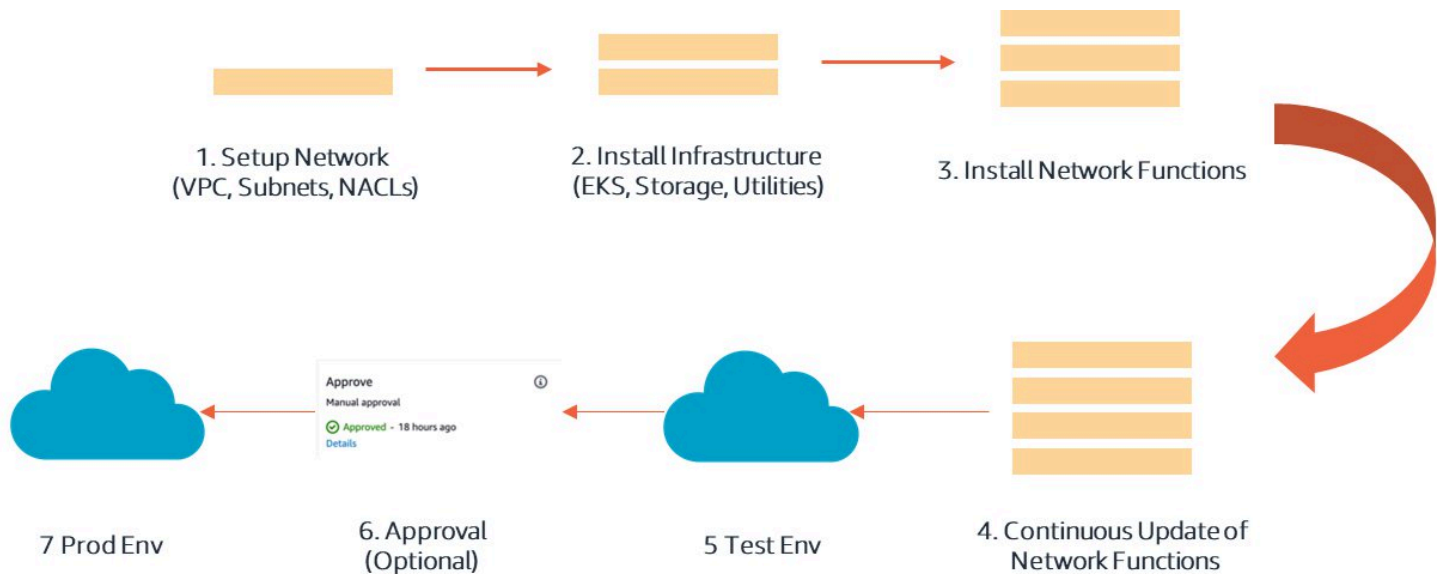 1. Setup Network
(VPC, Subnets, NACLs)
2. Install Infrastructure
(EKS, Storage, Utilities)
3. Install Network Functions
Approve
Manual approval
Approved - 18 hours ago
Details
7 Prod Env
6. Approval
(Optional)
5 Test Env
4. Continuous Update of
Network Functions